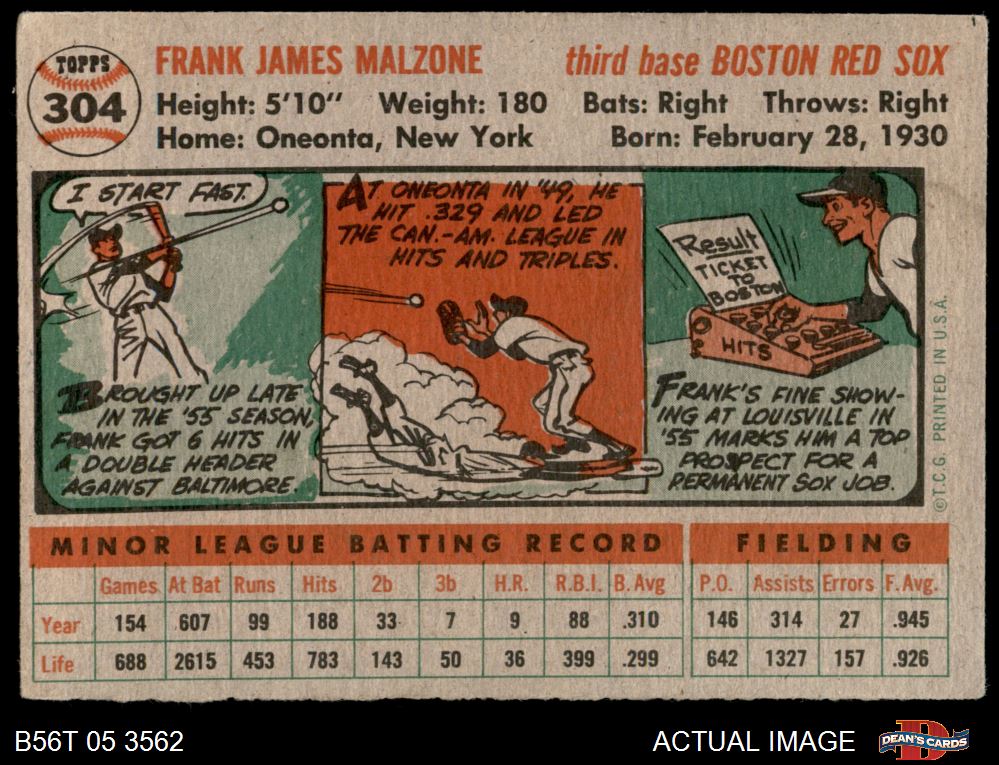 TOPPS
304
FRANK JAMES MALZONE third base BOSTON RED SOX
Height: 5'10" Weight: 180 Bats: Right Throws: Right
Home: Oneonta, New York Born: February 28, 1930
I START FAST.
BROUGHT UP LATE
IN THE '55 SEASON,
FRANK GOT 6 HITS IN
A DOUBLE HEADER
AGAINST BALTIMORE.
AT ONEONTA IN '49, HE
HIT .329 AND LED
THE CAN.-AM. LEAGUE IN
HITS AND TRIPLES.
Result
TICKET
TO
BOSTON
HITS
FRANK'S FINE SHOW-
ING AT LOUISVILLE IN
'55 MARKS HIM A TOP
PROSPECT FOR A
PERMANENT SOX JOB.
©T.C.G. PRINTED IN U.S.A.
MINOR LEAGUE BATTING RECORD FIELDING
Games At Bat Runs Hits 2b 3b H.R. R.B.I. B. Avg P.O. Assists Errors F. Avg.
Year 154 607 99 188 33 7 9 88 .310 146 314 27 .945
Life 688 2615 453 783 143 50 36 399 .299 642 1327 157 .926
B56T 05 3562 ACTUAL IMAGE DEAN'S CARDS